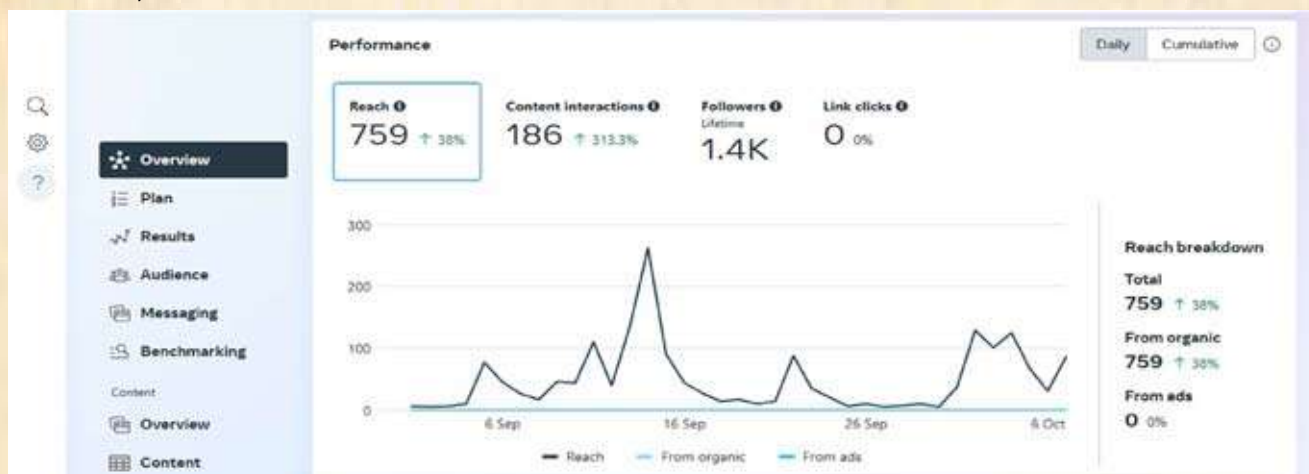 Performance
Daily
Cumulative
Reach
759 ↑ 38%
Content interactions
186 ↑ 313.3%
Followers
Lifetime
1.4K
Link clicks
0 0%
Overview
Plan
Results
Audience
Messaging
Benchmarking
Content
Overview
Content
300
200
100
0
6 Sep
16 Sep
26 Sep
6 Oct
Reach
From organic
From ads
Reach breakdown
Total
759 ↑ 38%
From organic
759 ↑ 38%
From ads
0 0%